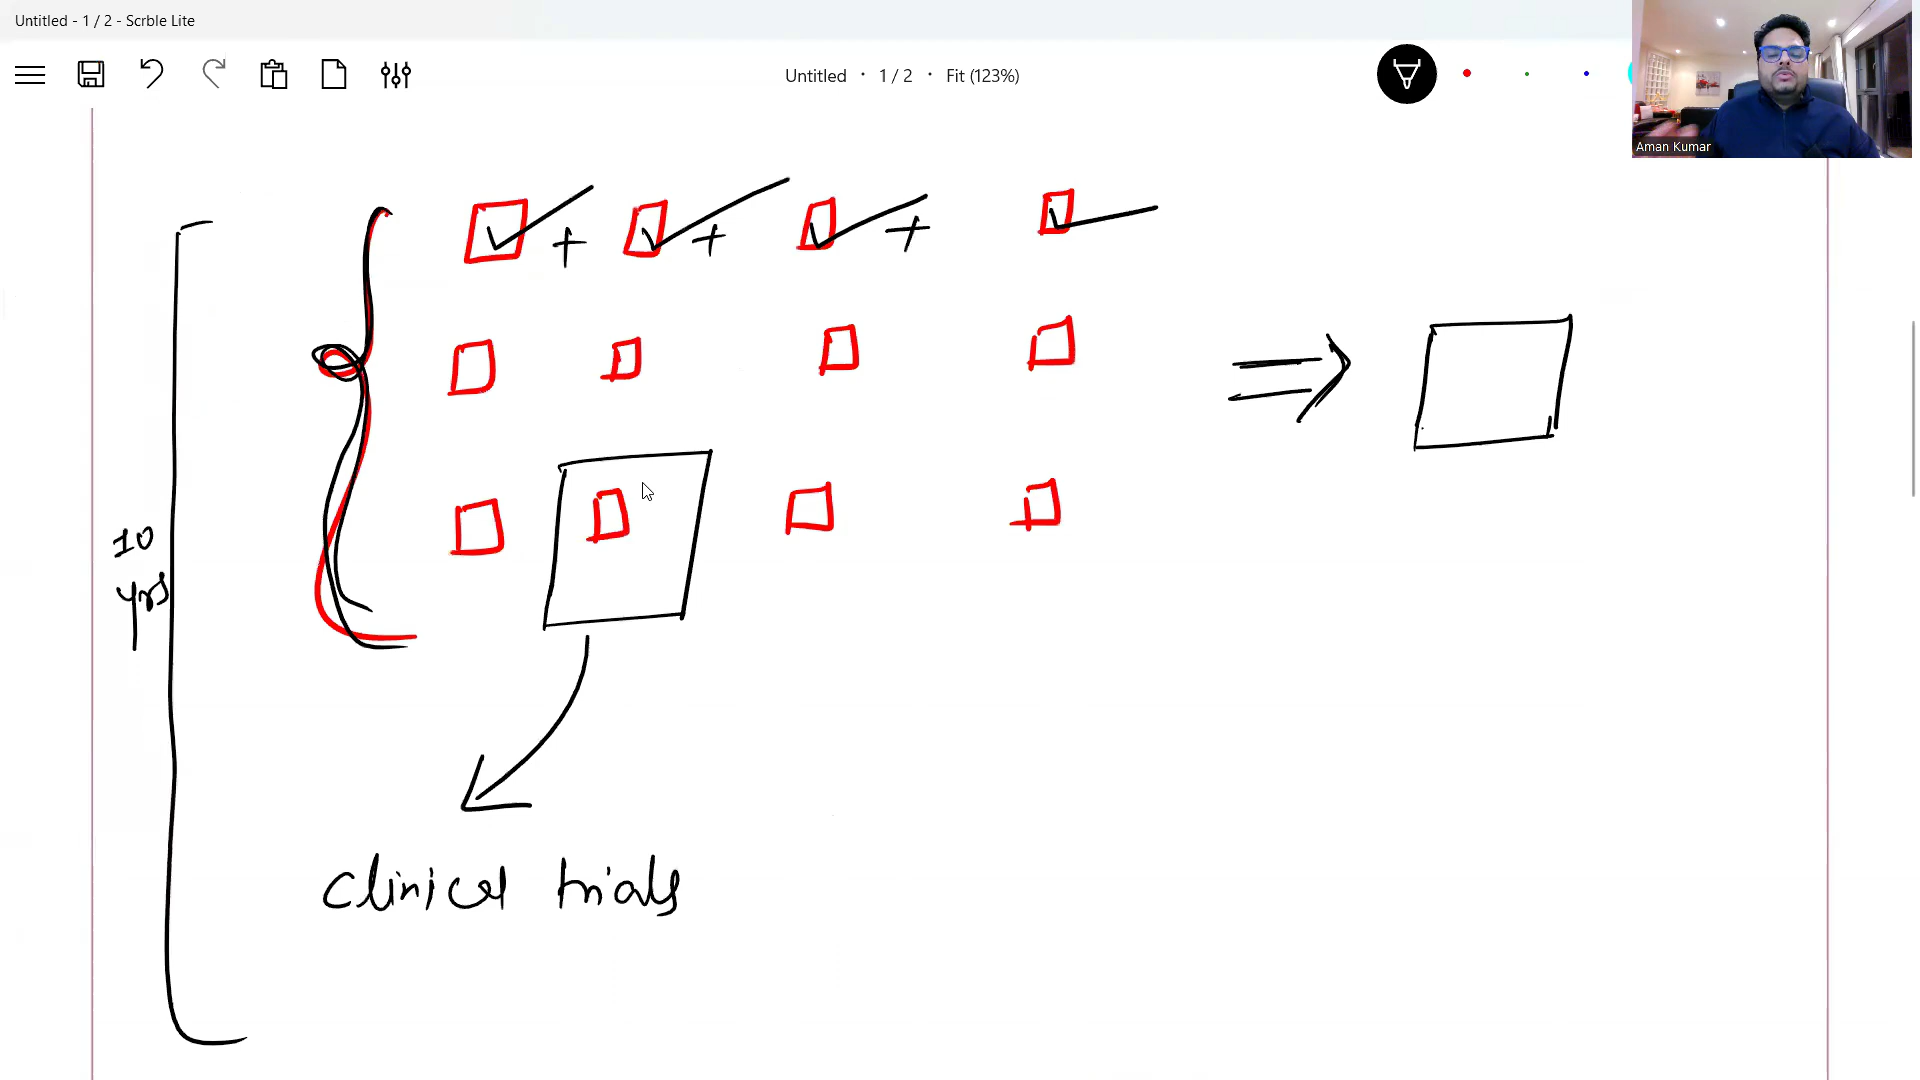 Untitled - 1 / 2 - Scrble Lite
Untitled • 1 / 2 • Fit (123%)
Aman Kumar
10
yrs
clinical trials